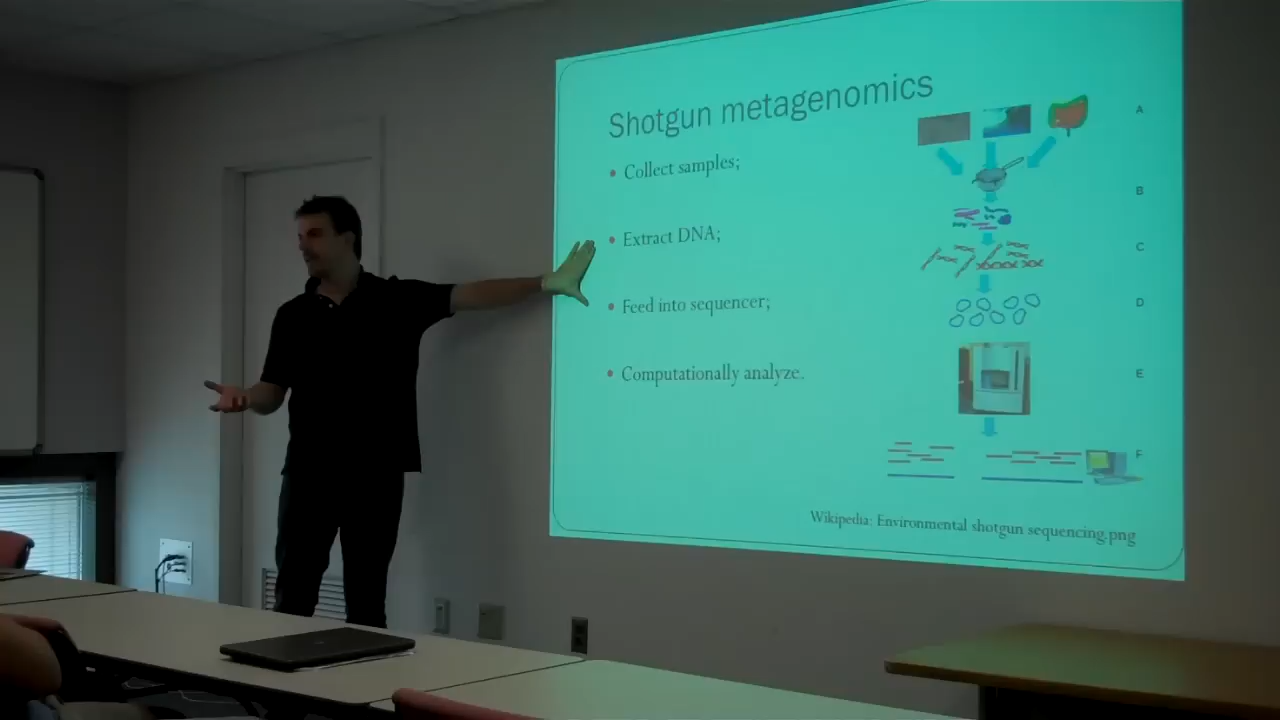 Shotgun metagenomics
• Collect samples;
• Extract DNA;
• Feed into sequencer;
• Computationally analyze.
A
B
C
D
E
F
Wikipedia: Environmental shotgun sequencing.png